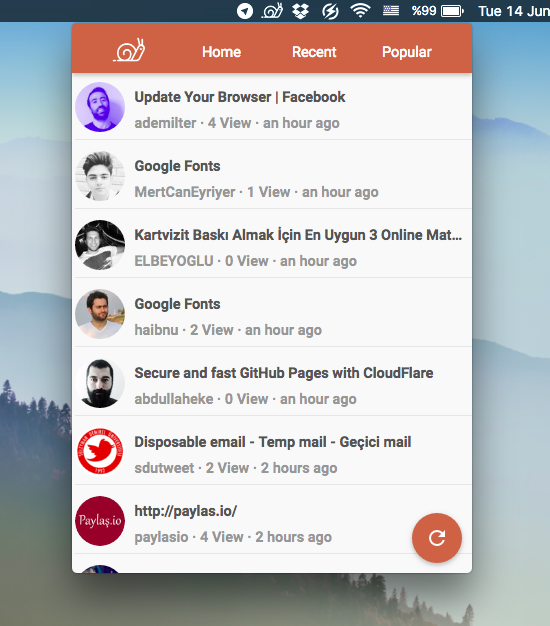 %99 Tue 14 Jun
Home Recent Popular
Update Your Browser | Facebook
ademilter · 4 View · an hour ago
Google Fonts
MertCanEyriyer · 1 View · an hour ago
Kartvizit Baskı Almak İçin En Uygun 3 Online Mat...
ELBEYOGLU · 0 View · an hour ago
Google Fonts
haibnu · 2 View · an hour ago
Secure and fast GitHub Pages with CloudFlare
abdullaheke · 0 View · an hour ago
Disposable email - Temp mail - Geçici mail
sdutweet · 2 View · 2 hours ago
Paylaş.io
http://paylas.io/
paylasio · 4 View · 2 hours ago